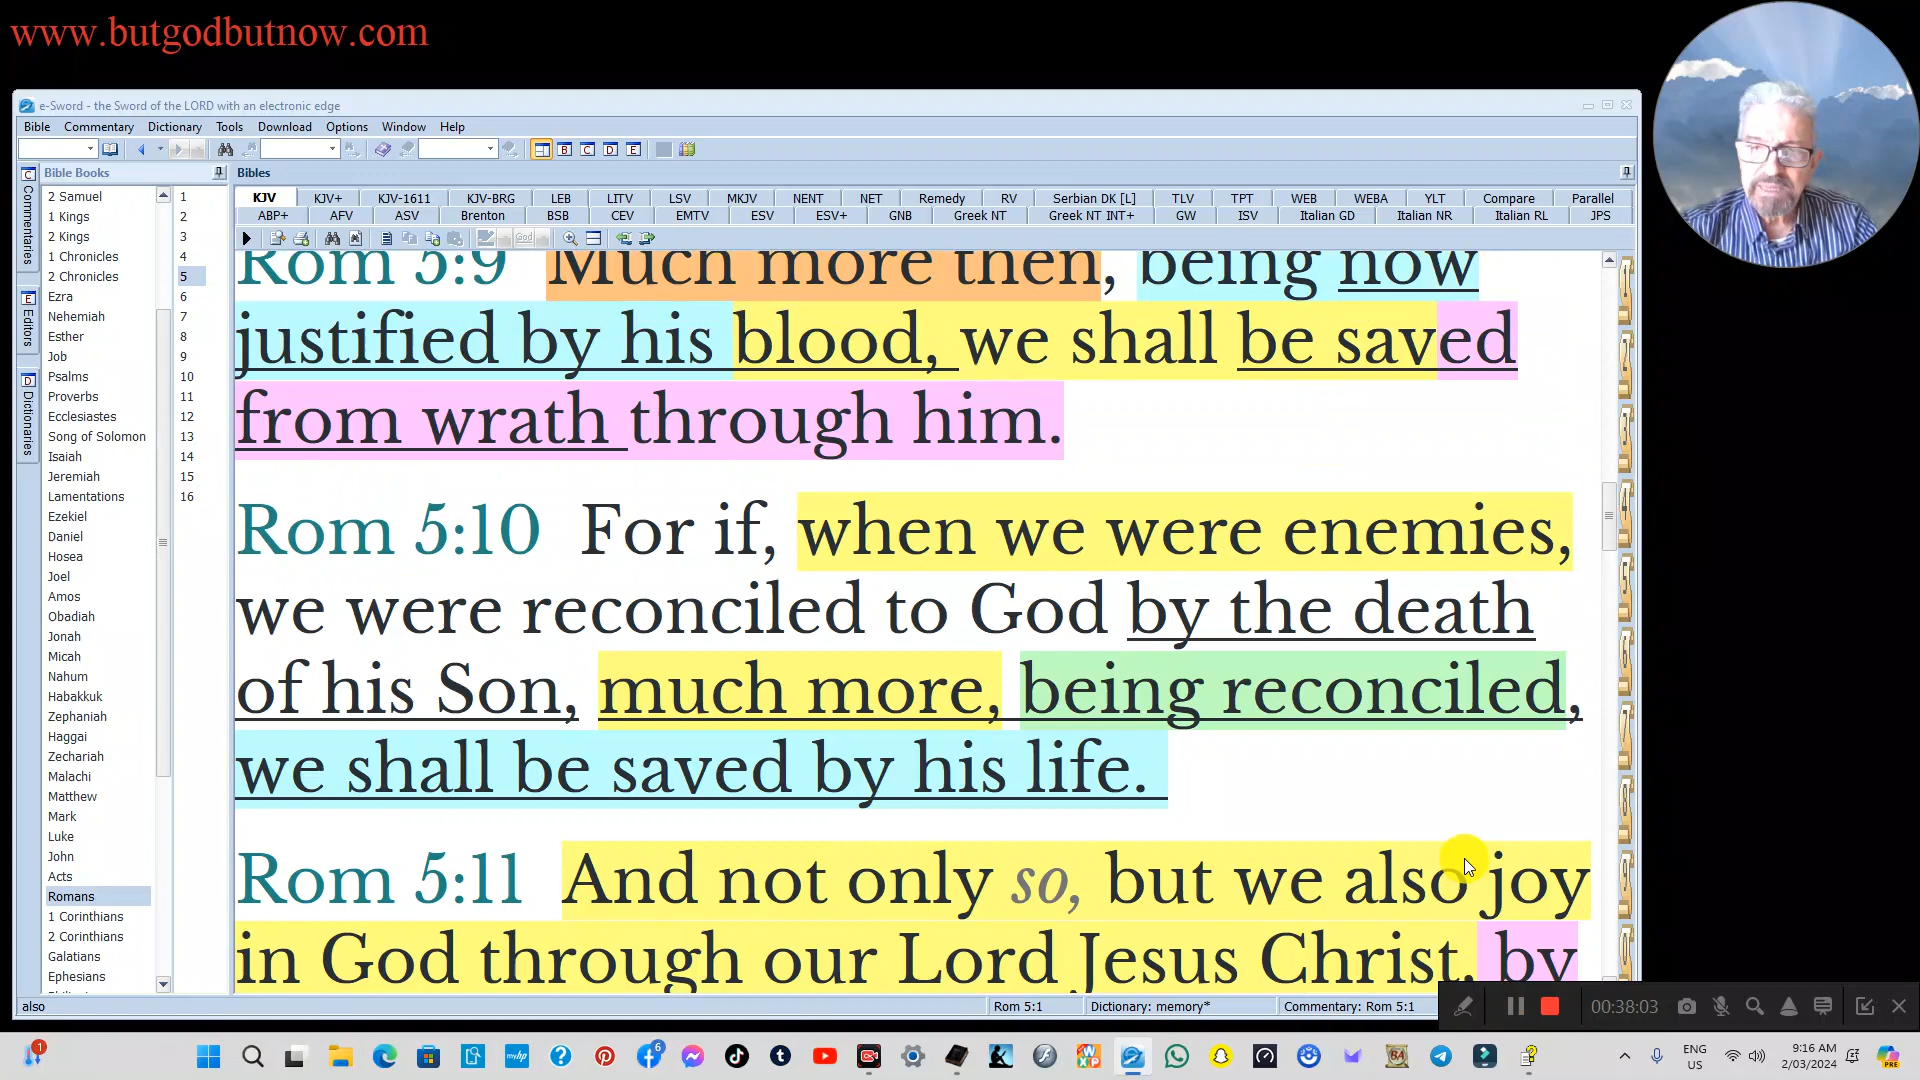 www.butgodbutnow.com
e-Sword - the Sword of the LORD with an electronic edge
Bible Commentary Dictionary Tools Download Options Window Help
B C D E
Bible Books
Bibles
C Commentaries
E Editors
D Dictionaries
2 Samuel
1 Kings
2 Kings
1 Chronicles
2 Chronicles
Ezra
Nehemiah
Esther
Job
Psalms
Proverbs
Ecclesiastes
Song of Solomon
Isaiah
Jeremiah
Lamentations
Ezekiel
Daniel
Hosea
Joel
Amos
Obadiah
Jonah
Micah
Nahum
Habakkuk
Zephaniah
Haggai
Zechariah
Malachi
Matthew
Mark
Luke
John
Acts
Romans
1 Corinthians
2 Corinthians
Galatians
Ephesians
1
2
3
4
5
6
7
8
9
10
11
12
13
14
15
16
KJV KJV+ KJV-1611 KJV-BRG LEB LITV LSV MKJV NENT NET Remedy RV Serbian DK [L] TLV TPT WEB WEBA YLT Compare Parallel
ABP+ AFV ASV Brenton BSB CEV EMTV ESV ESV+ GNB Greek NT Greek NT INT+ GW ISV Italian GD Italian NR Italian RL JPS
God
Rom 5:9 Much more then, being now
justified by his blood, we shall be saved
from wrath through him.
Rom 5:10 For if, when we were enemies,
we were reconciled to God by the death
of his Son, much more, being reconciled,
we shall be saved by his life.
Rom 5:11 And not only so, but we also joy
in God through our Lord Jesus Christ, by
also
Rom 5:1
Dictionary: memory*
Commentary: Rom 5:1
00:38:03
1
myhp
6
ENG
US
9:16 AM
2/03/2024
PRE